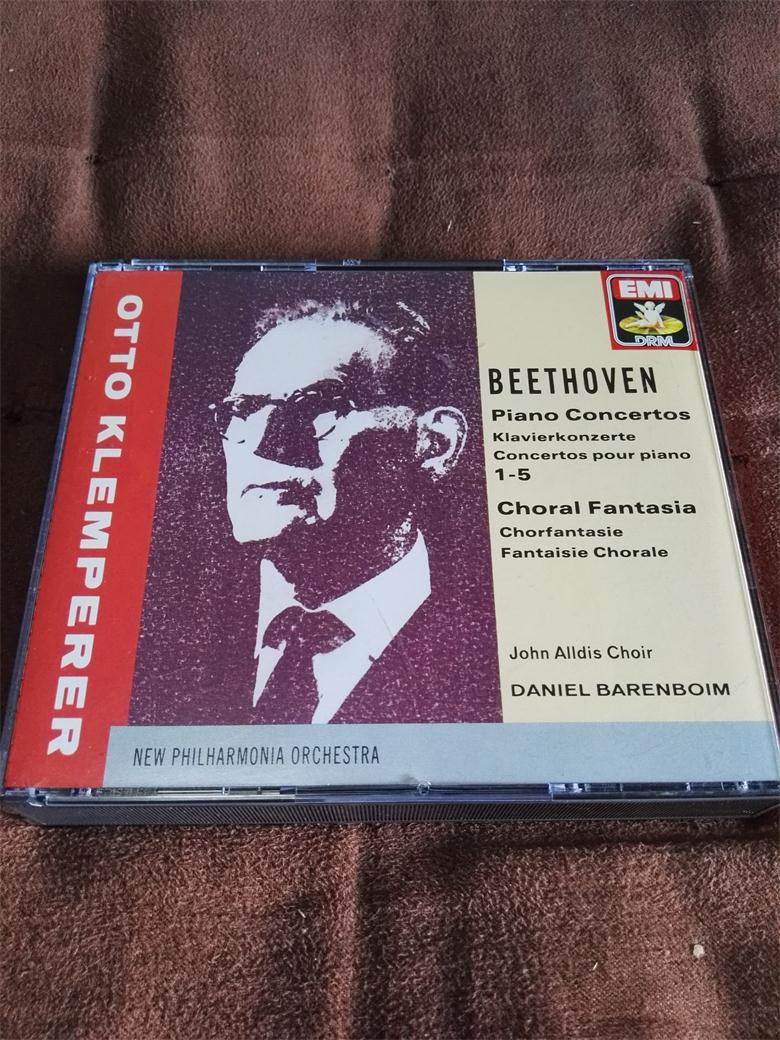 OTTO KLEMPERER
EMI
DRM
BEETHOVEN
Piano Concertos
Klavierkonzerte
Concertos pour piano
1-5
Choral Fantasia
Chorfantasie
Fantaisie Chorale
John Alldis Choir
DANIEL BARENBOIM
NEW PHILHARMONIA ORCHESTRA